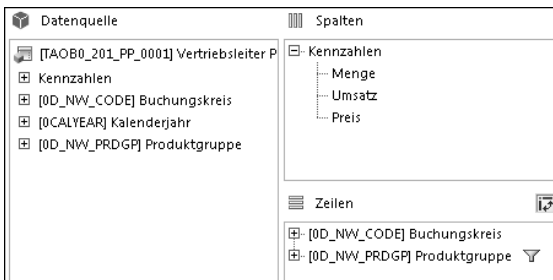 Datenquelle
[TAOB0_201_PP_0001] Vertriebsleiter P
Kennzahlen
[0D_NW_CODE] Buchungskreis
[0CALYEAR] Kalenderjahr
[0D_NW_PRDGP] Produktgruppe
Spalten
Kennzahlen
Menge
Umsatz
Preis
Zeilen
[0D_NW_CODE] Buchungskreis
[0D_NW_PRDGP] Produktgruppe